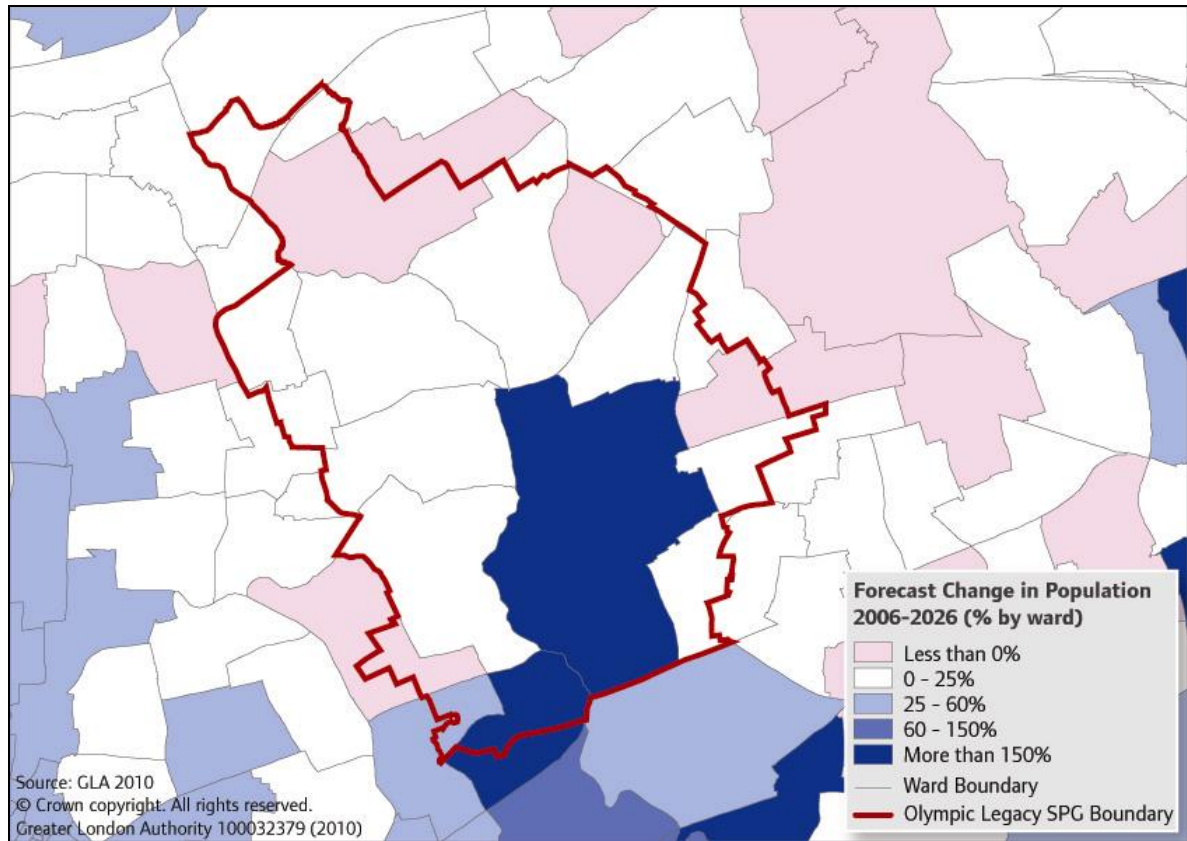 Forecast Change in Population
2006-2026 (% by ward)
Less than 0%
0 - 25%
25 - 60%
60 - 150%
More than 150%
Ward Boundary
Olympic Legacy SPG Boundary
Source: GLA 2010
© Crown copyright. All rights reserved.
Greater London Authority 100032379 (2010)